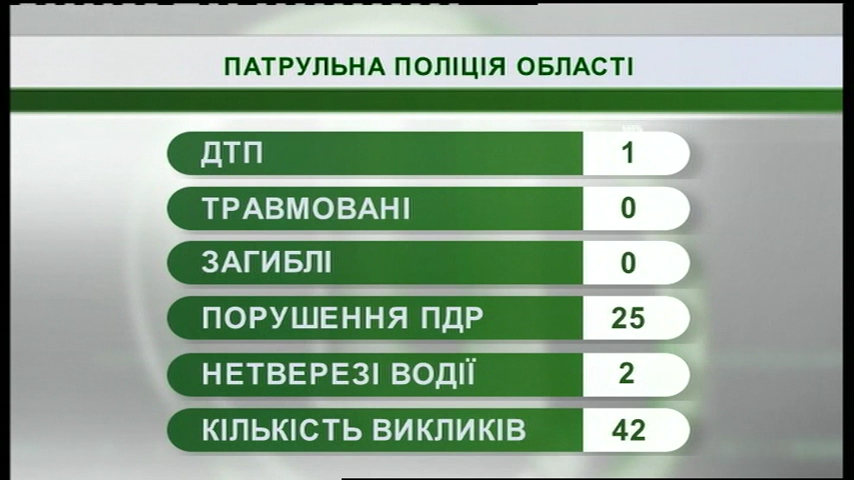 ПАТРУЛЬНА ПОЛІЦІЯ ОБЛАСТІ
ДТП 1
ТРАВМОВАНІ 0
ЗАГИБЛІ 0
ПОРУШЕННЯ ПДР 25
НЕТВЕРЕЗІ ВОДІЇ 2
КІЛЬКІСТЬ ВИКЛИКІВ 42